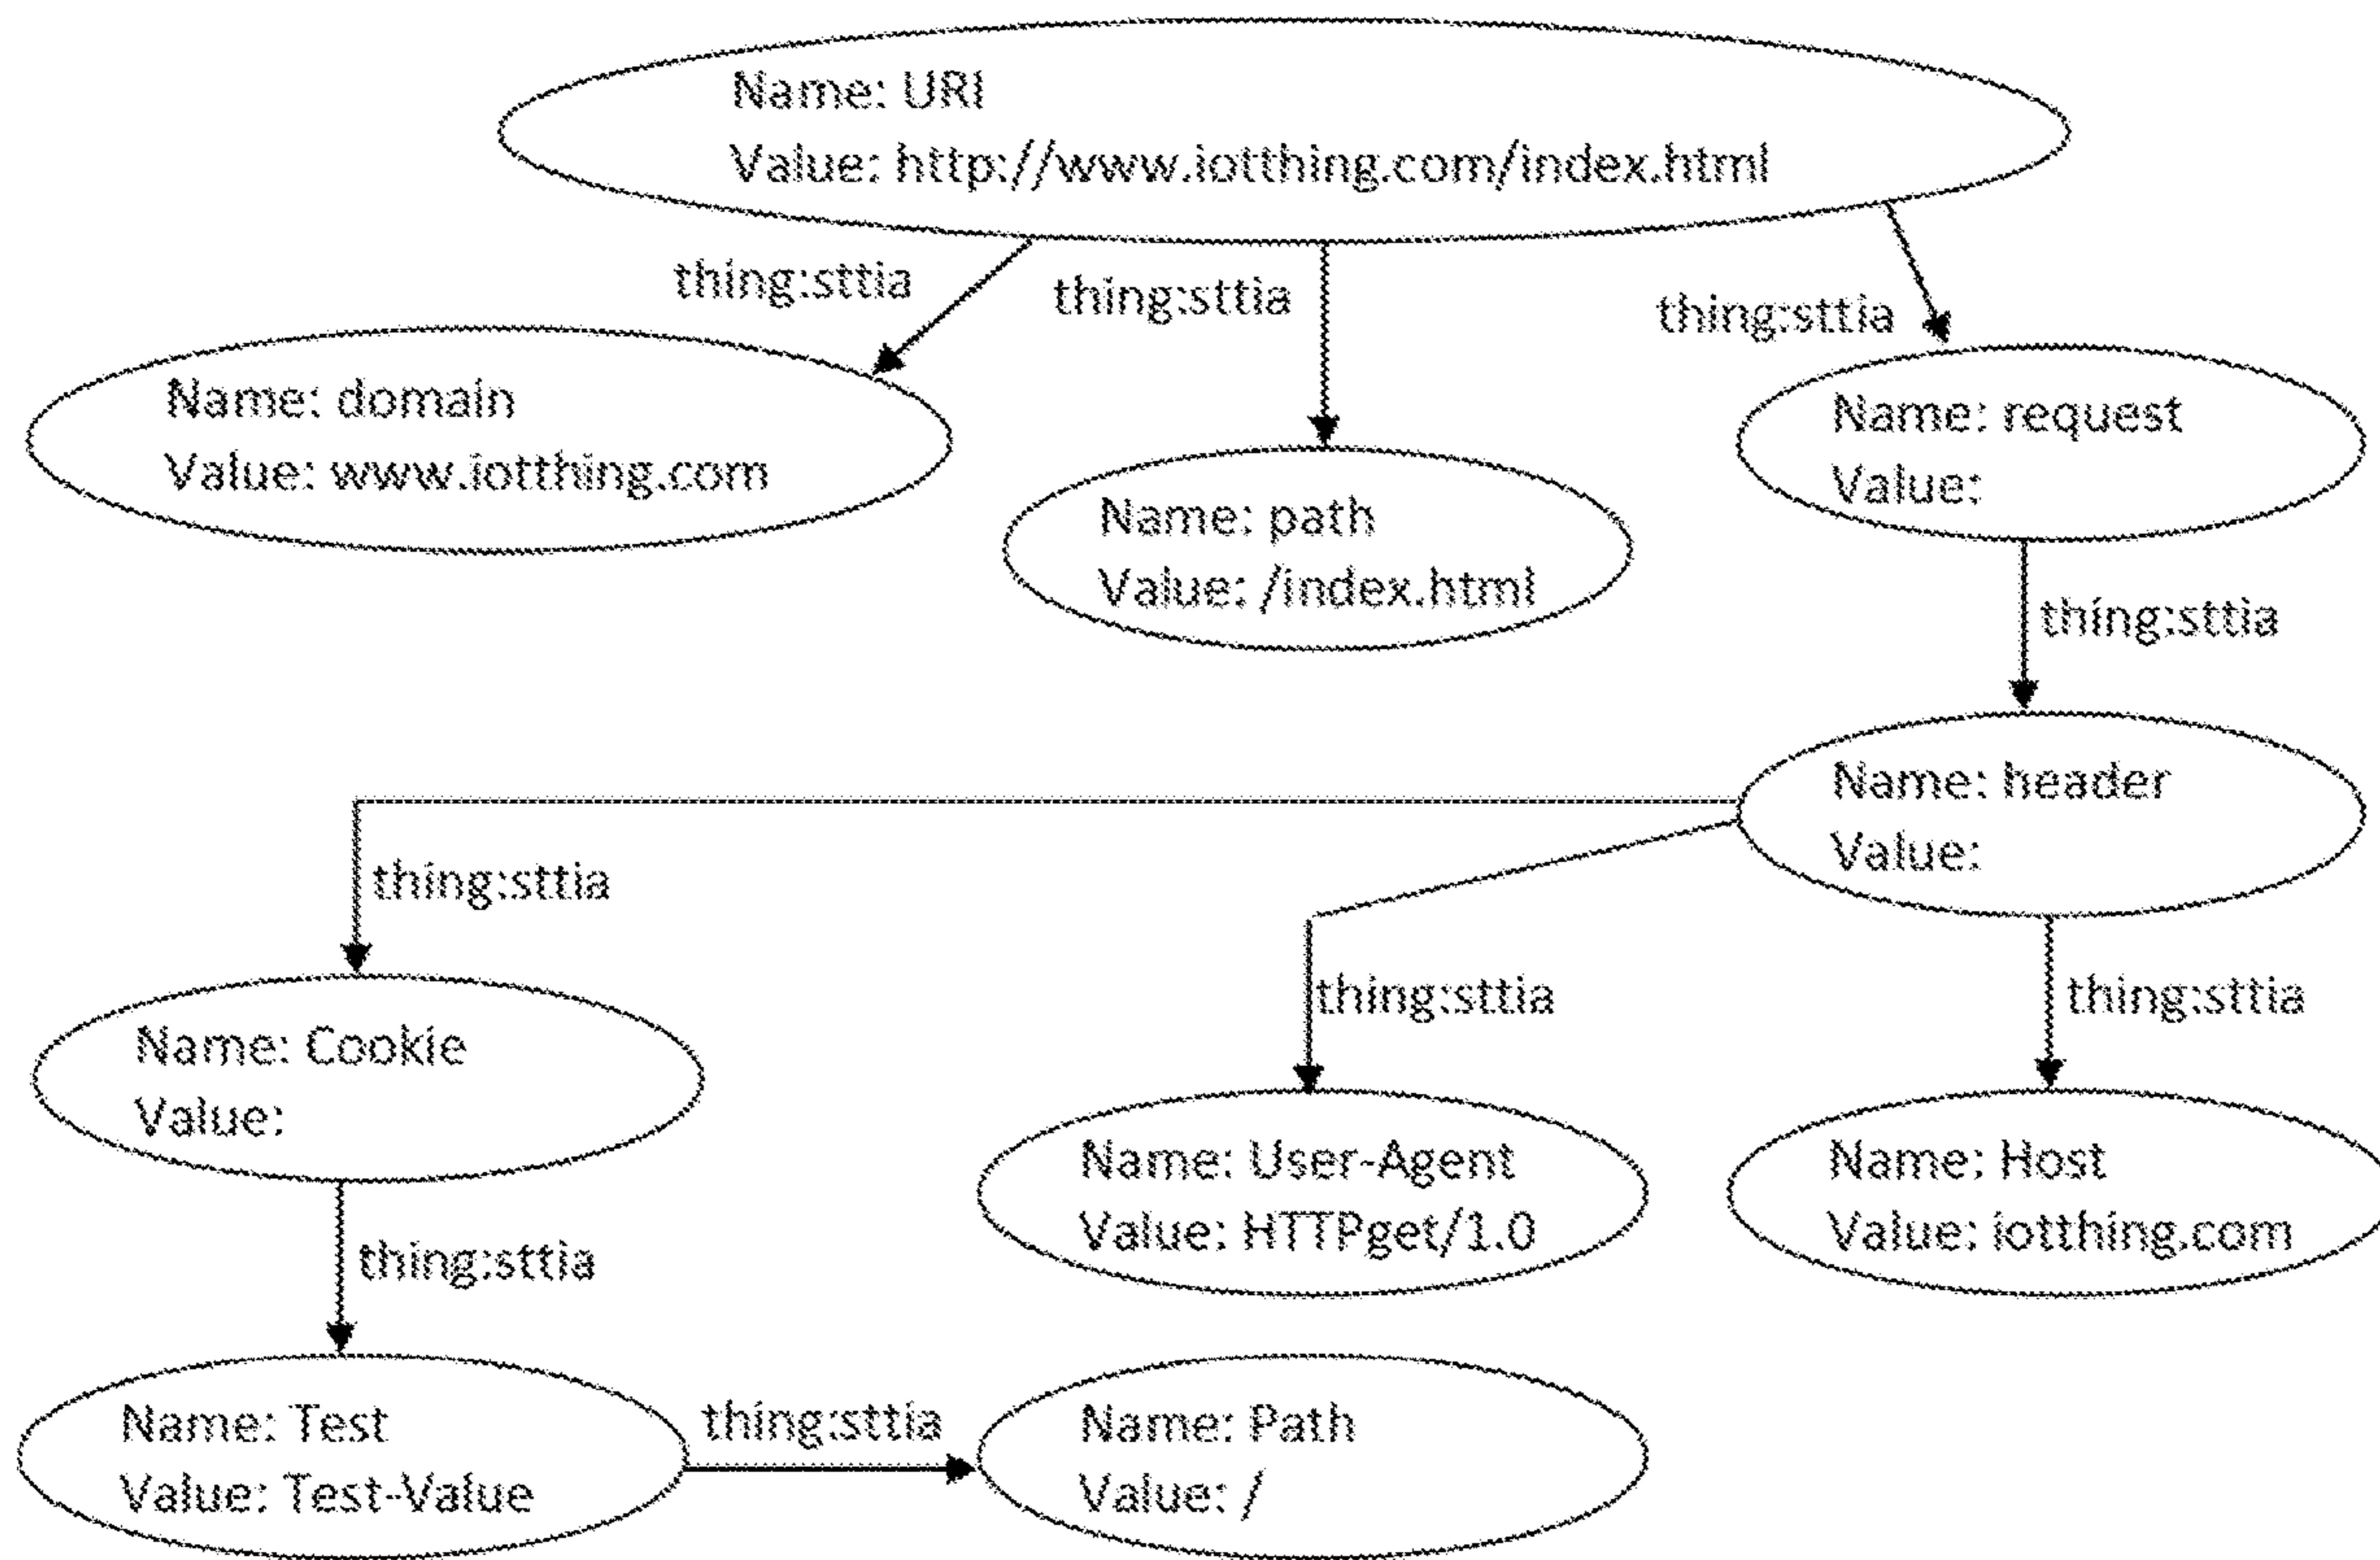 Name: URI
Value: http://www.iotthing.com/index.html
thing:sttia
thing:sttia
thing:sttia
Name: domain
Value: www.iotthing.com
Name: path
Value: /index.html
Name: request
Value:
thing:sttia
Name: header
Value:
thing:sttia
thing:sttia
thing:sttia
Name: Cookie
Value:
Name: User-Agent
Value: HTTPget/1.0
Name: Host
Value: iotthing.com
thing:sttia
Name: Test
Value: Test-Value
thing:sttia
Name: Path
Value: /